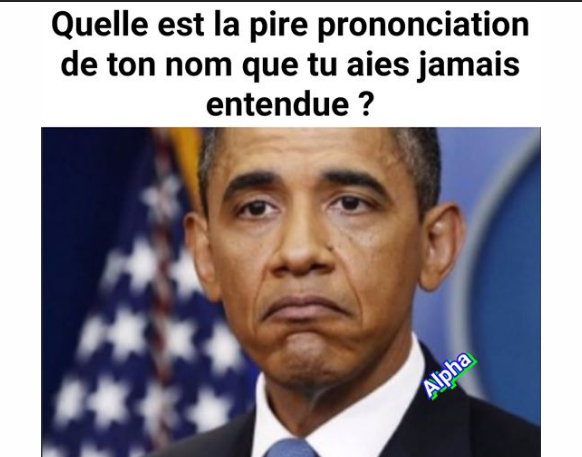 Quelle est la pire prononciation
de ton nom que tu aies jamais
entendue ?
Alpha